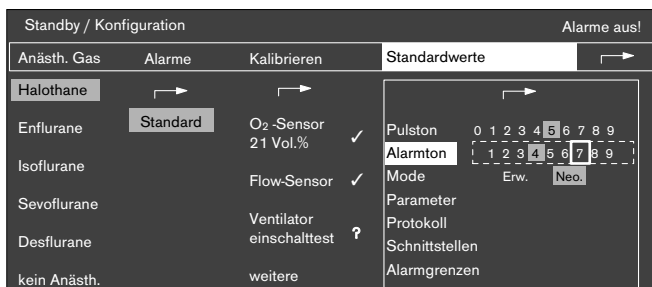 Standby / Konfiguration Alarme aus!
Anästh. Gas Alarme Kalibrieren Standardwerte
Halothane
Enflurane
Isoflurane
Sevoflurane
Desflurane
kein Anästh.
Standard
O2-Sensor
21 Vol.% ✓
Flow-Sensor ✓
Ventilator
einschalttest ?
weitere
Pulston 0 1 2 3 4 5 6 7 8 9
Alarmton 1 2 3 4 5 6 7 8 9
Mode Erw. Neo.
Parameter
Protokoll
Schnittstellen
Alarmgrenzen